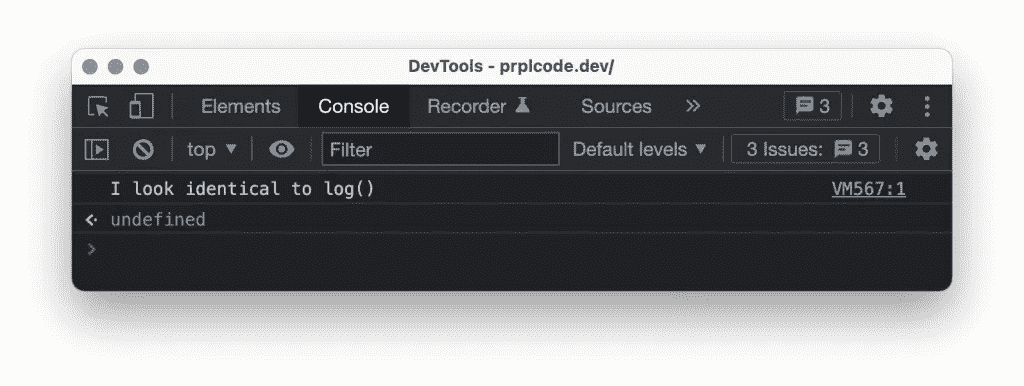 DevTools - prplcode.dev/
Elements Console Recorder Sources 3
top Filter Default levels 3 Issues: 3
I look identical to log() VM567:1
undefined